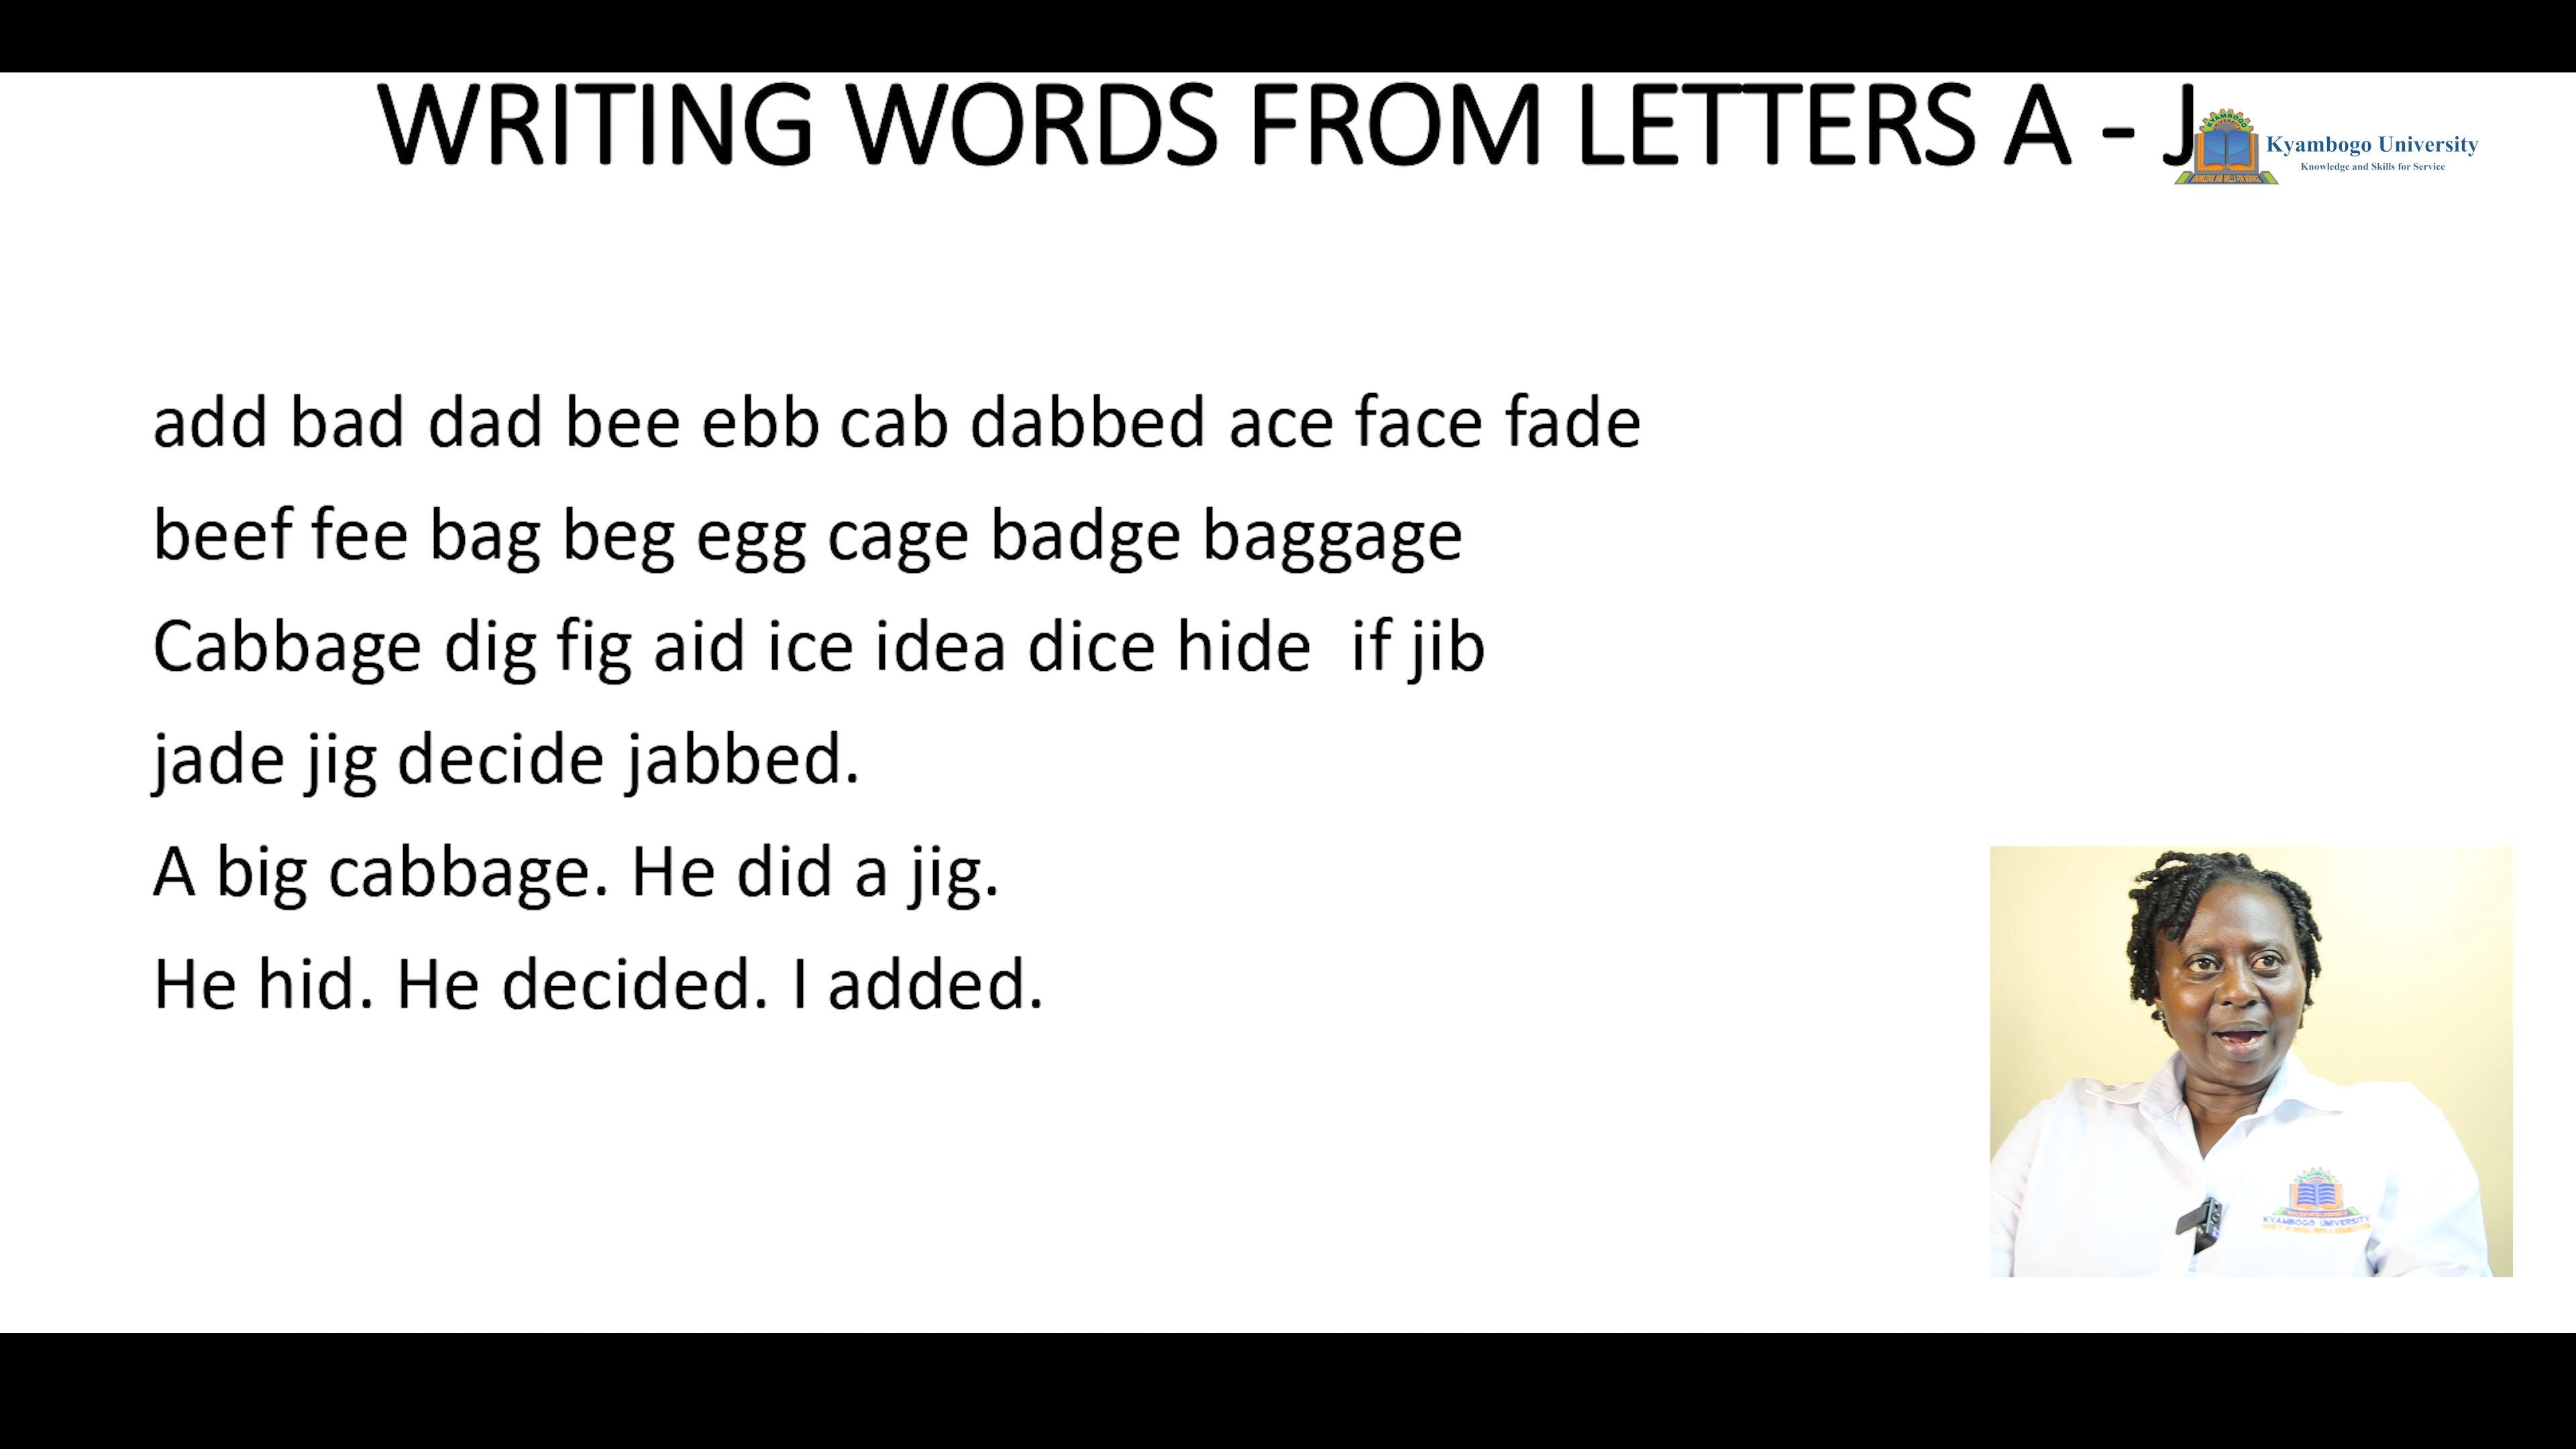 WRITING WORDS FROM LETTERS A - J
Kyambogo University
Knowledge and Skills for Service
add bad dad bee ebb cab dabbed ace face fade
beef fee bag beg egg cage badge baggage
Cabbage dig fig aid ice idea dice hide  if jib
jade jig decide jabbed.
A big cabbage. He did a jig.
He hid. He decided. I added.
KYAMBOGO UNIVERSITY